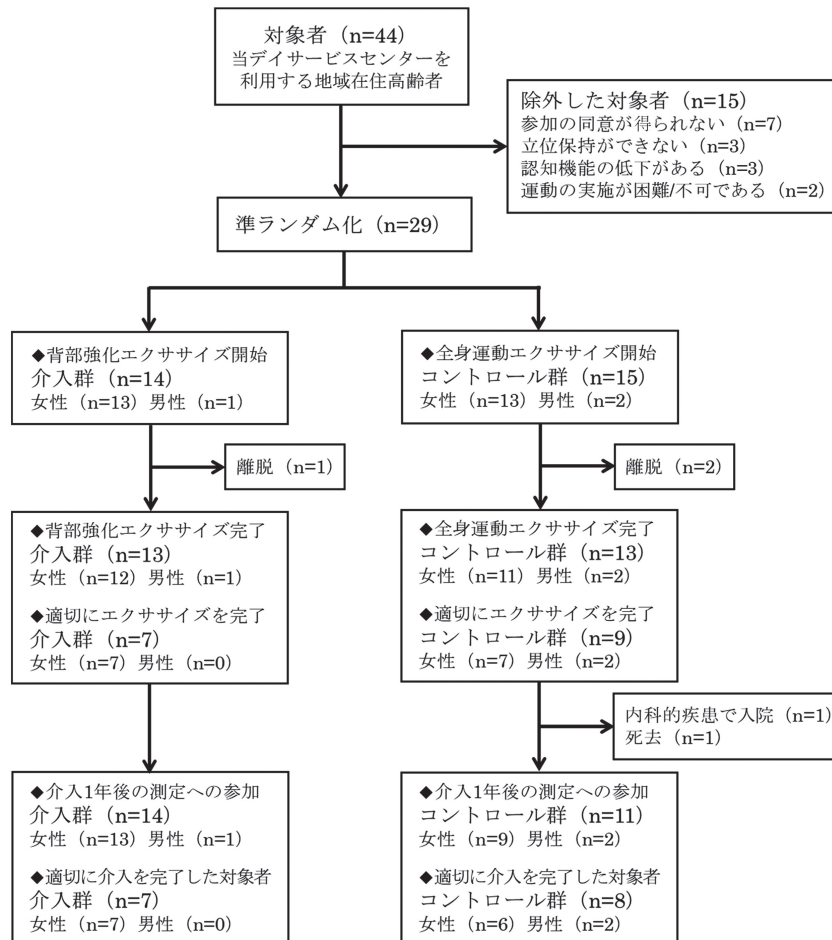 対象者（n=44）
当デイサービスセンターを
利用する地域在住高齢者
除外した対象者（n=15）
参加の同意が得られない（n=7）
立位保持ができない（n=3）
認知機能の低下がある（n=3）
運動の実施が困難/不可である（n=2）
準ランダム化（n=29）
◆背部強化エクササイズ開始
介入群（n=14）
女性（n=13）男性（n=1）
◆全身運動エクササイズ開始
コントロール群（n=15）
女性（n=13）男性（n=2）
離脱（n=1）
離脱（n=2）
◆背部強化エクササイズ完了
介入群（n=13）
女性（n=12）男性（n=1）
◆適切にエクササイズを完了
介入群（n=7）
女性（n=7）男性（n=0）
◆全身運動エクササイズ完了
コントロール群（n=13）
女性（n=11）男性（n=2）
◆適切にエクササイズを完了
コントロール群（n=9）
女性（n=7）男性（n=2）
内科的疾患で入院（n=1）
死去（n=1）
◆介入1年後の測定への参加
介入群（n=14）
女性（n=13）男性（n=1）
◆適切に介入を完了した対象者
介入群（n=7）
女性（n=7）男性（n=0）
◆介入1年後の測定への参加
コントロール群（n=11）
女性（n=9）男性（n=2）
◆適切に介入を完了した対象者
コントロール群（n=8）
女性（n=6）男性（n=2）